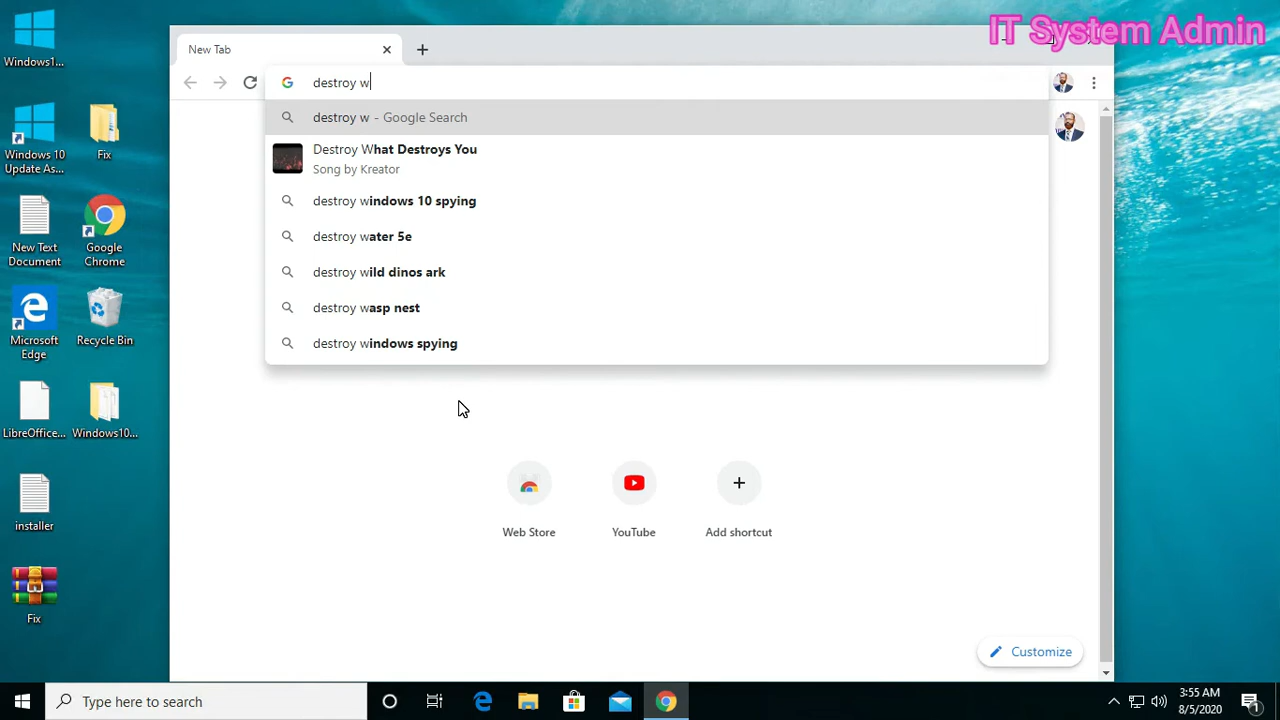 IT System Admin
New Tab
destroy w
destroy w - Google Search
Destroy What Destroys You
Song by Kreator
destroy windows 10 spying
destroy water 5e
destroy wild dinos ark
destroy wasp nest
destroy windows spying
Web Store
YouTube
Add shortcut
Customize
Windows1...
Windows 10
Update As...
Fix
New Text
Document
Google
Chrome
Microsoft
Edge
Recycle Bin
LibreOffice...
Windows10...
installer
Fix
Type here to search
3:55 AM
8/5/2020
1